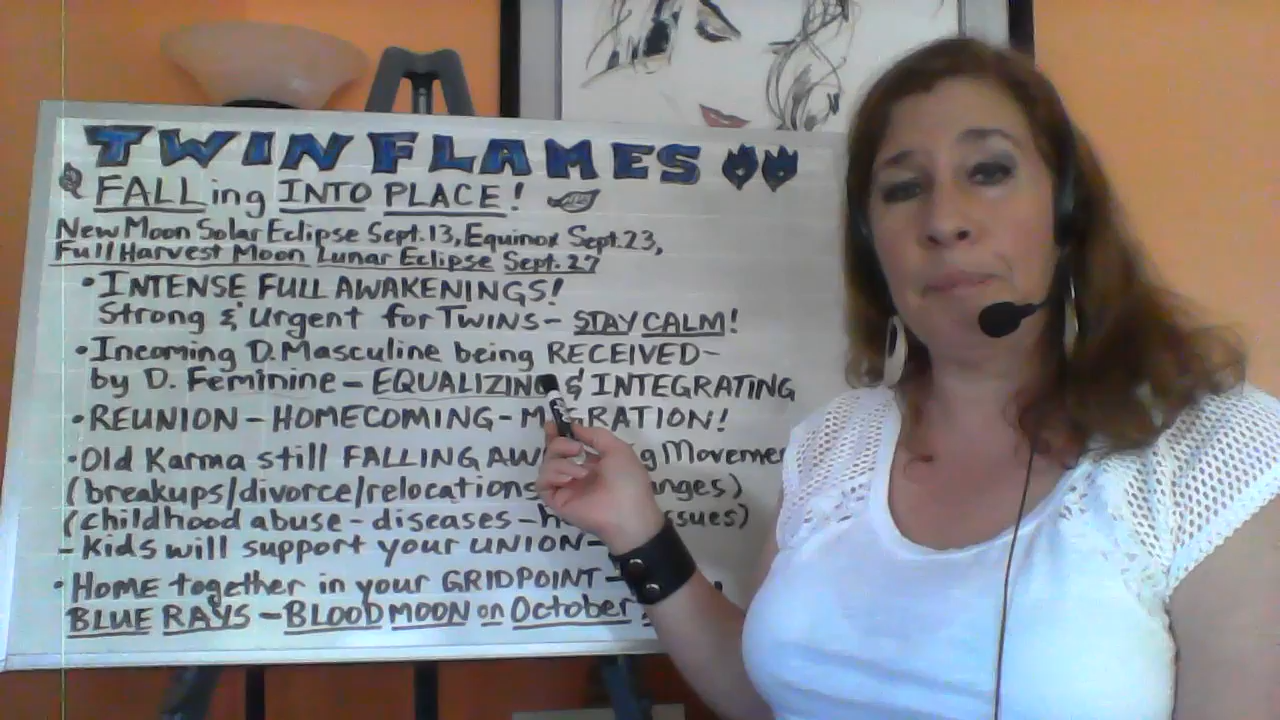 TWIN FLAMES
FALLing INTO PLACE!
New Moon Solar Eclipse Sept. 13, Equinox Sept. 23,
Full Harvest Moon Lunar Eclipse Sept. 27
• INTENSE FULL AWAKENINGS!
Strong & Urgent for TWINS - STAY CALM!
• Incoming D. Masculine being RECEIVED -
by D. Feminine - EQUALIZING & INTEGRATING
• REUNION - HOMECOMING - MIGRATION!
• Old Karma still FALLING
(breakups/divorce/relocations
(childhood abuse - diseases -
- Kids will support your UNION -
• HOME together in your GRIDPOINT -
BLUE RAYS - BLOOD MOON on October